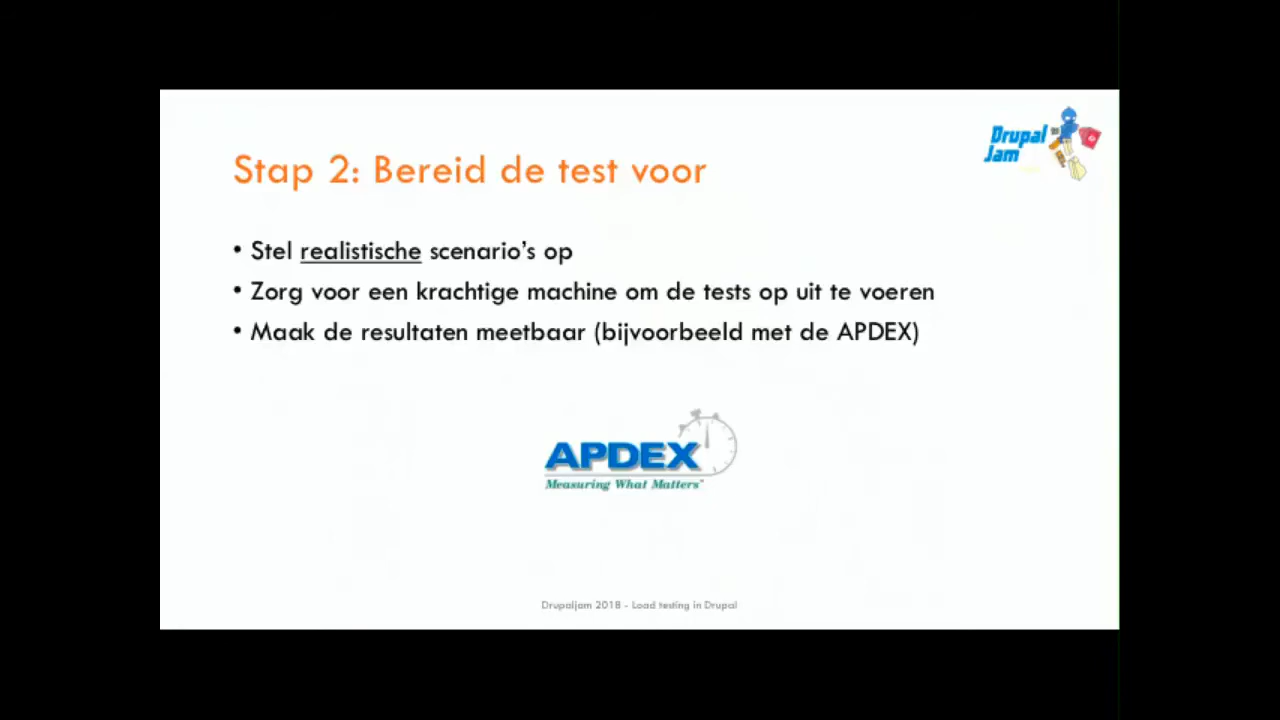 Drupal
Jam
Stap 2: Bereid de test voor
• Stel realistische scenario’s op
• Zorg voor een krachtige machine om de tests op uit te voeren
• Maak de resultaten meetbaar (bijvoorbeeld met de APDEX)
APDEX
Measuring What Matters™
Drupaljam 2018 - Load testing in Drupal